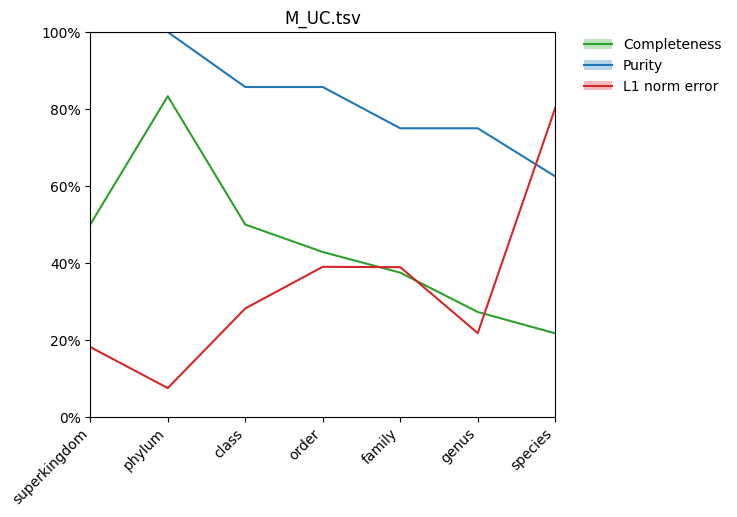 M_UC.tsv
100%
80%
60%
40%
20%
0%
superkingdom
phylum
class
order
family
genus
species
Completeness
Purity
L1 norm error